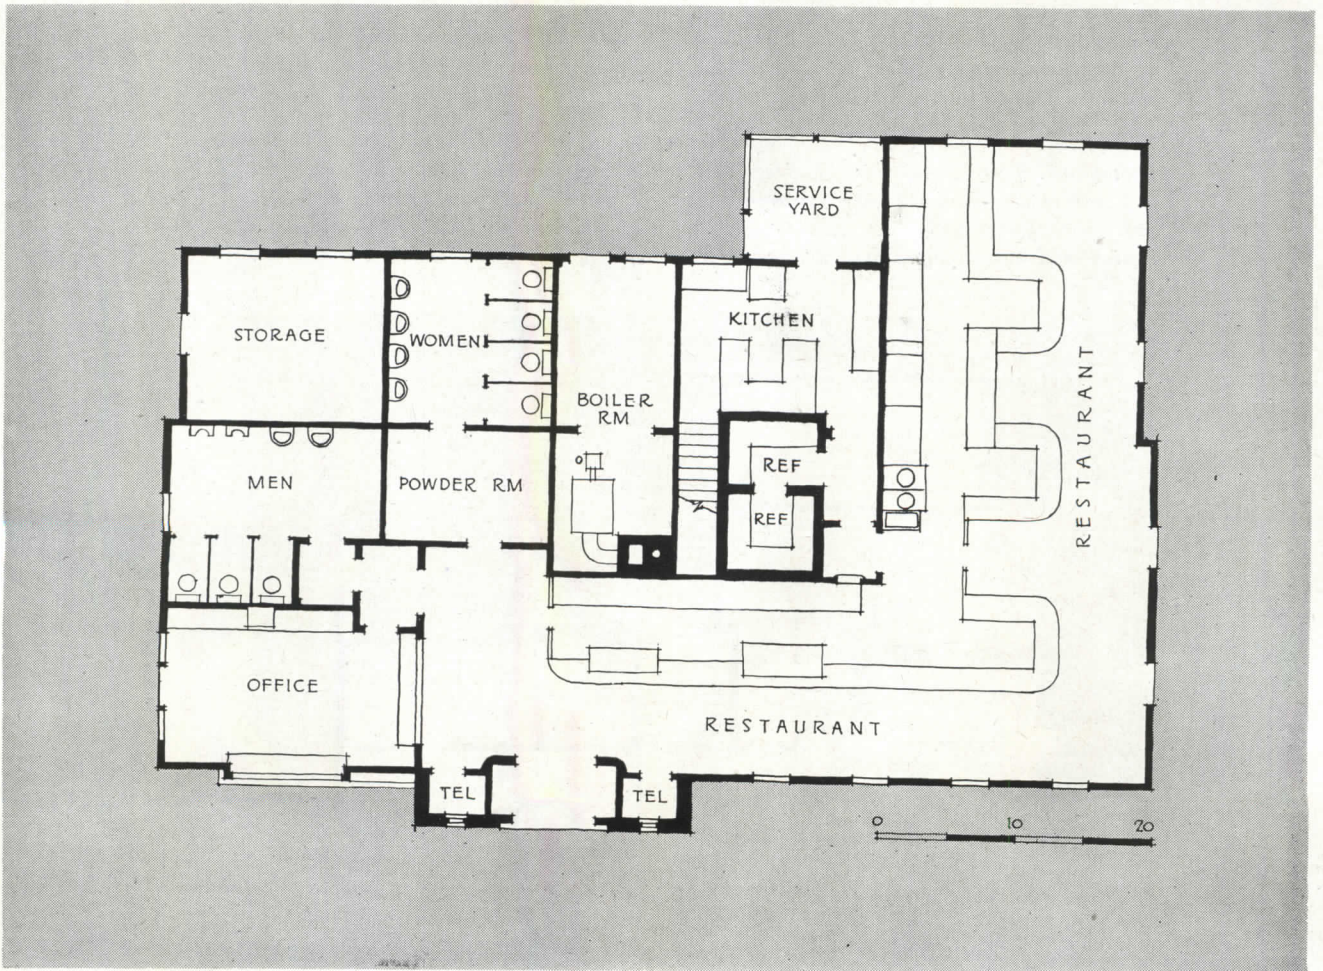 SERVICE
YARD
STORAGE
WOMEN
KITCHEN
BOILER
RM
RESTAURANT
REF
MEN
POWDER RM
REF
OFFICE
RESTAURANT
TEL
TEL
0 10 20